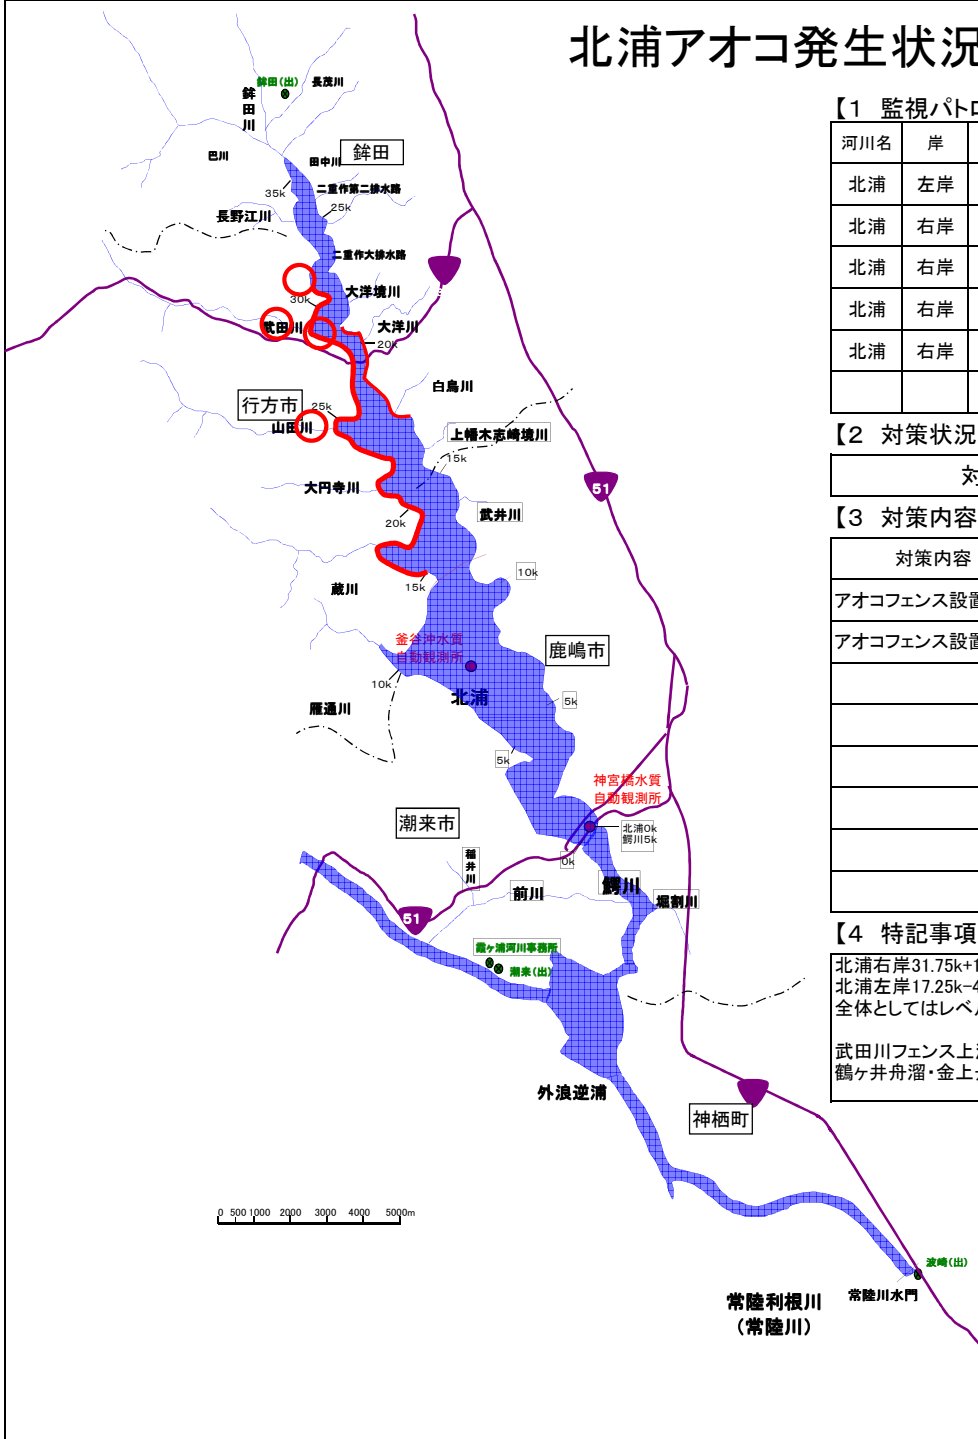 北浦アオコ発生状況
鉾田(出)
長茂川
鉾田川
巴川
田中川
鉾田
35k
二重作第二排水路
25k
長野江川
二重作大排水路
大洋境川
30k
武田川
大洋川
20k
白鳥川
行方市
25k
山田川
上幡木志崎境川
15k
大円寺川
51
20k
武井川
10k
蔵川
15k
釜谷沖水質
自動観測所
鹿嶋市
10k
北浦
5k
雁通川
5k
神宮橋水質
自動観測所
潮来市
北浦0k
鰐川5k
0k
稲井川
前川
鰐川
堀割川
51
霞ヶ浦河川事務所
潮来(出)
外浪逆浦
神栖町
0 500 1000 2000 3000 4000 5000m
波崎(出)
常陸川水門
常陸利根川
(常陸川)
【1 監視パトロ
河川名 岸
北浦 左岸
北浦 右岸
北浦 右岸
北浦 右岸
北浦 右岸
【2 対策状況
対
【3 対策内容
対策内容
アオコフェンス設置
アオコフェンス設置
【4 特記事項
北浦右岸31.75k+1
北浦左岸17.25k-4
全体としてはレベル
武田川フェンス上流
鶴ヶ井舟溜・金上